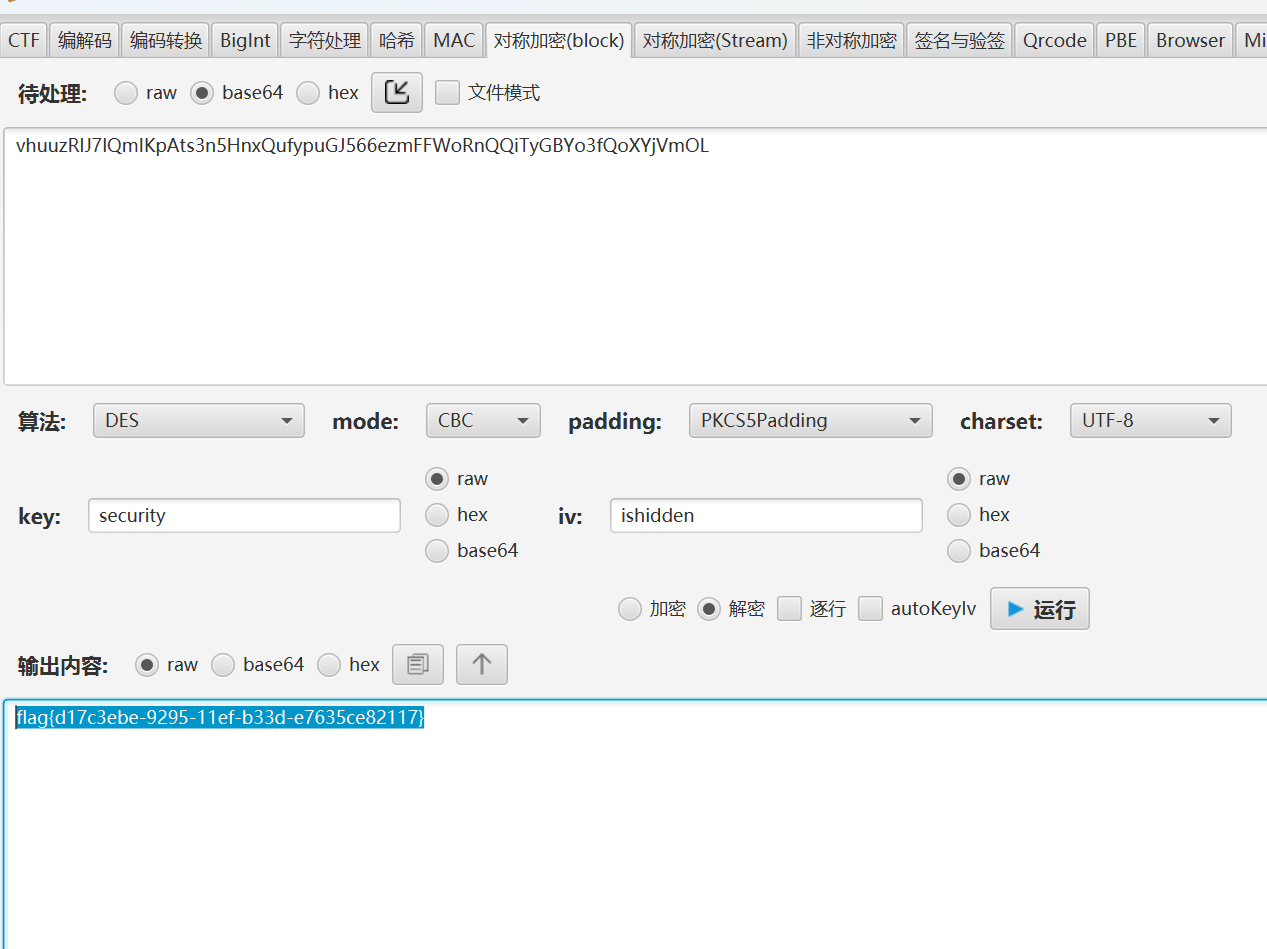 CTF 编解码 编码转换 BigInt 字符处理 哈希 MAC 对称加密(block) 对称加密(Stream) 非对称加密 签名与验签 Qrcode PBE Browser Mi
待处理: raw base64 hex 文件模式
vhuuzRIJ7IQmIKpAts3n5HnxQufypuGJ566ezmFFWoRnQQiTyGBYo3fQoXYjVmOL
算法: DES mode: CBC padding: PKCS5Padding charset: UTF-8
raw raw
key: security hex iv: ishidden hex
base64 base64
加密 解密 逐行 autoKeyIv 运行
输出内容: raw base64 hex
flag{d17c3ebe-9295-11ef-b33d-e7635ce82117}